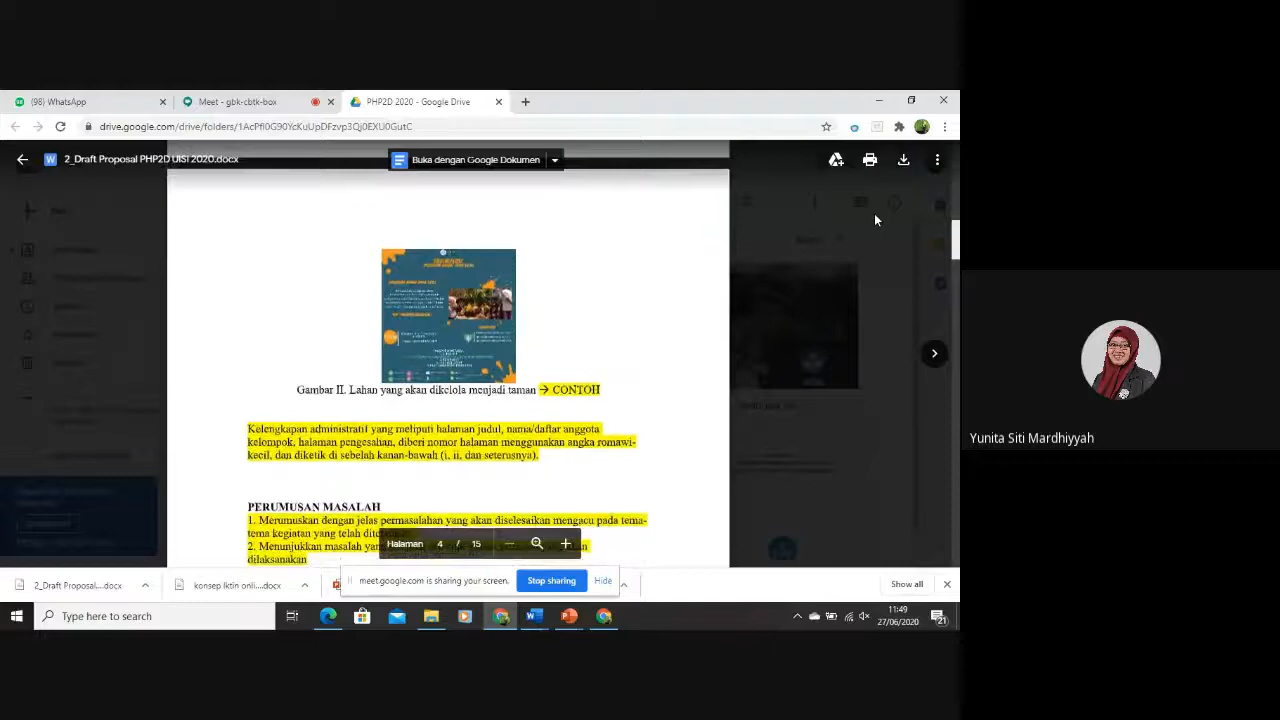 (98) WhatsApp
Meet - gbk-cbtk-box
PHP2D 2020 - Google Drive
drive.google.com/drive/folders/1AcPfI0G90YcKuUpDFzvp3Qj0EXU0GutC
2_Draft Proposal PHP2D UISI 2020.docx
Buka dengan Google Dokumen
Gambar II. Lahan yang akan dikelola menjadi taman → CONTOH
Kelengkapan administratif yang meliputi halaman judul, nama/daftar anggota
kelompok, halaman pengesahan, diberi nomor halaman menggunakan angka romawi-
kecil, dan diketik di sebelah kanan-bawah (i, ii, dan seterusnya).
PERUMUSAN MASALAH
1. Merumuskan dengan jelas permasalahan yang akan diselesaikan mengacu pada tema-
tema kegiatan yang telah
2. Menunjukkan masalah
dilaksanakan
Halaman 4 / 15
Yunita Siti Mardhiyyah
meet.google.com is sharing your screen.
Stop sharing
Hide
2_Draft Proposal....docx
konsep lktin onli....docx
Show all
Type here to search
11:49
27/06/2020
21